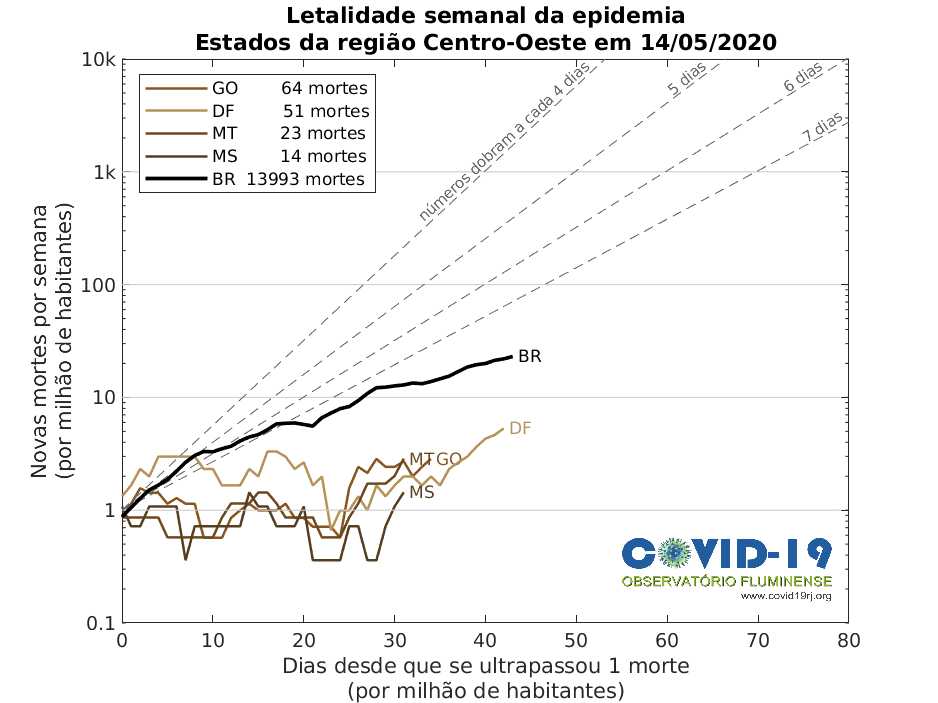 Letalidade semanal da epidemia
Estados da região Centro-Oeste em 14/05/2020
GO 64 mortes
DF 51 mortes
MT 23 mortes
MS 14 mortes
BR 13993 mortes
números dobram a cada 4 dias
5 dias
6 dias
7 dias
Novas mortes por semana
(por milhão de habitantes)
10k
1k
100
10
1
0.1
BR
DF
MT
GO
MS
COVID-19
OBSERVATÓRIO FLUMINENSE
www.covid19rj.org
0 10 20 30 40 50 60 70 80
Dias desde que se ultrapassou 1 morte
(por milhão de habitantes)